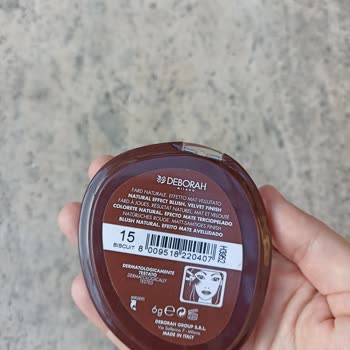 DEBORAH
MILANO
FARD NATURALE. EFFETTO MAT VELLUTATO
NATURAL EFFECT BLUSH. VELVET FINISH
FARD À JOUES. RÉSULTAT NATUREL, MAT ET VELOUTÉ
COLORETE NATURAL. EFECTO MATE TERCIOPELADO
NATÜRLICHES ROUGE. MATT-SAMTIGES FINISH
BLUSH NATURAL. EFEITO MATE AVELUDADO
15
BISCUIT
8 009518 220407
H9962
DERMATOLOGICAMENTE
TESTATO
DERMATOLOGICALLY
TESTED
6g e
DEBORAH GROUP S.R.L.
MADE IN ITALY